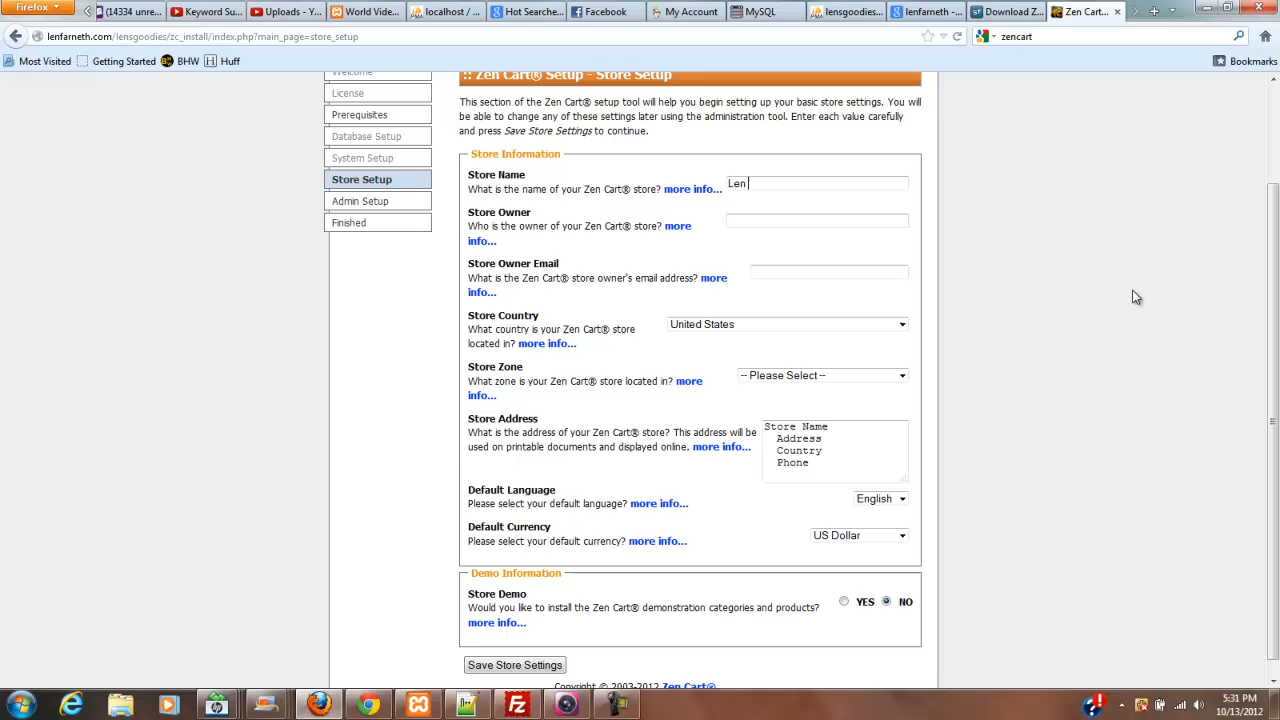 Firefox
(14334 unre...
Keyword Su...
Uploads - Y...
World Vide...
localhost / ...
Hot Searche...
Facebook
My Account
MySQL
lensgoodies...
lenfarneth - ...
Download Z...
Zen Cart...
lenfarneth.com/lensgoodies/zc_install/index.php?main_page=store_setup
zencart
Most Visited
Getting Started
BHW
Huff
Bookmarks
Welcome
License
Prerequisites
Database Setup
System Setup
Store Setup
Admin Setup
Finished
:: Zen Cart® Setup - Store Setup
This section of the Zen Cart® setup tool will help you begin setting up your basic store settings. You will
be able to change any of these settings later using the administration tool. Enter each value carefully
and press Save Store Settings to continue.
Store Information
Store Name
What is the name of your Zen Cart® store? more info...
Len
Store Owner
Who is the owner of your Zen Cart® store? more
info...
Store Owner Email
What is the Zen Cart® store owner's email address? more
info...
Store Country
What country is your Zen Cart® store
located in? more info...
United States
Store Zone
What zone is your Zen Cart® store located in? more
info...
-- Please Select --
Store Address
What is the address of your Zen Cart® store? This address will be
used on printable documents and displayed online. more info...
Store Name
Address
Country
Phone
Default Language
Please select your default language? more info...
English
Default Currency
Please select your default currency? more info...
US Dollar
Demo Information
Store Demo
Would you like to install the Zen Cart® demonstration categories and products?
more info...
YES
NO
Save Store Settings
Copyright © 2003-2012 Zen Cart®
5:31 PM
10/13/2012